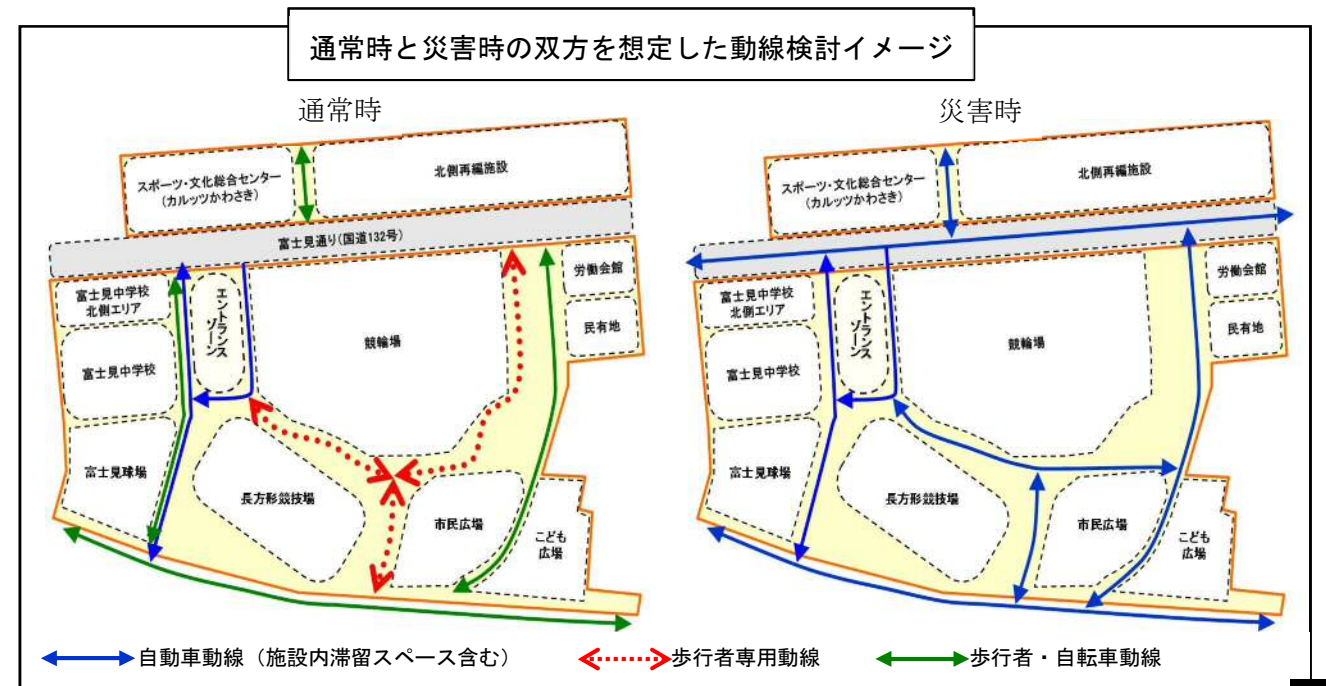 通常時と災害時の双方を想定した動線検討イメージ
通常時
スポーツ・文化総合センター
(カルッツかわさき)
北側再編施設
富士見通り(国道132号)
富士見中学校
北側エリア
エントランス
ゾーン
競輪場
労働会館
民有地
富士見中学校
富士見球場
長方形競技場
市民広場
こども
広場
災害時
スポーツ・文化総合センター
(カルッツかわさき)
北側再編施設
富士見通り(国道132号)
富士見中学校
北側エリア
エントランス
ゾーン
競輪場
労働会館
民有地
富士見中学校
富士見球場
長方形競技場
市民広場
こども
広場
自動車動線（施設内滞留スペース含む）
歩行者専用動線
歩行者・自転車動線